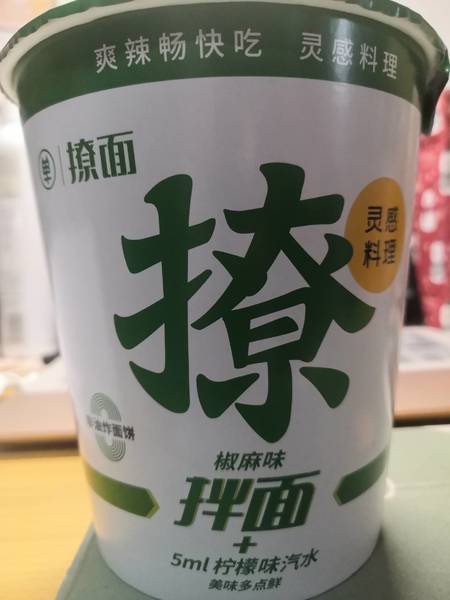 爽辣畅快吃 灵感料理
撩面
撩
灵感
料理
油炸面饼
椒麻味
拌面
+
5ml 柠檬味汽水
美味多点鲜